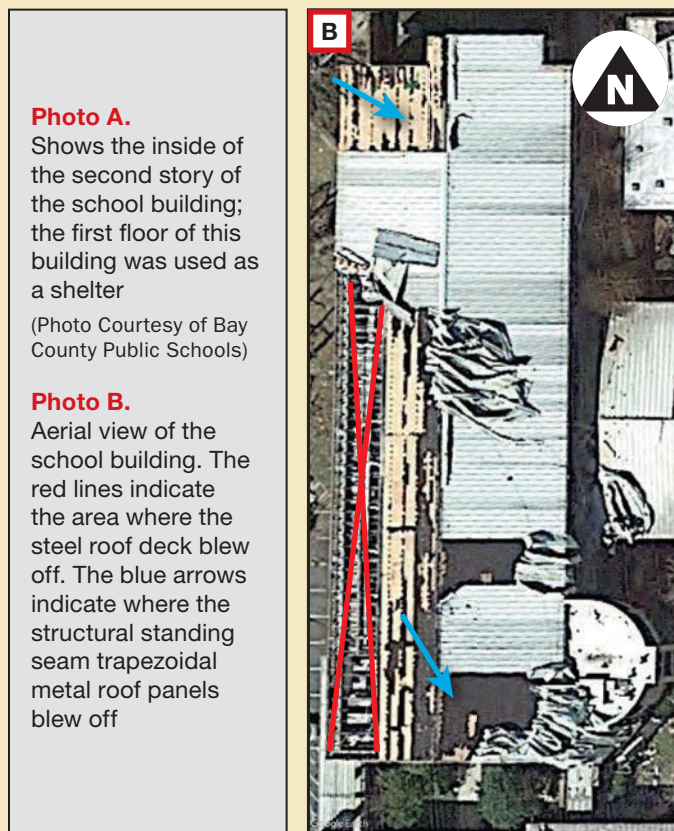 Photo A.
Shows the inside of
the second story of
the school building;
the first floor of this
building was used as
a shelter
(Photo Courtesy of Bay
County Public Schools)
Photo B.
Aerial view of the
school building. The
red lines indicate
the area where the
steel roof deck blew
off. The blue arrows
indicate where the
structural standing
seam trapezoidal
metal roof panels
blew off
B
N
Google Earth